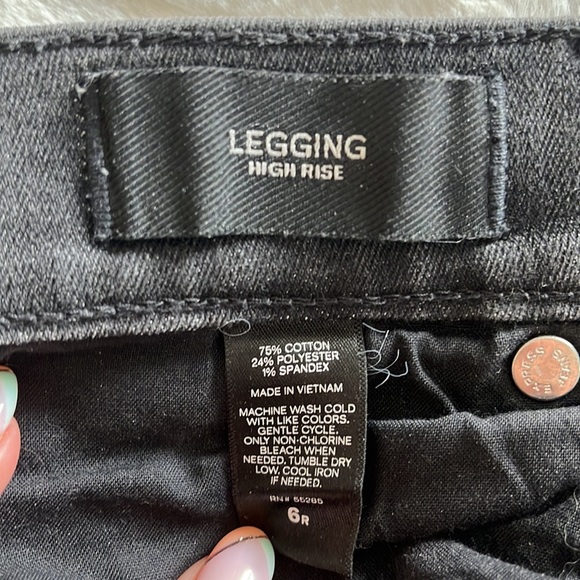 LEGGING
HIGH RISE
75% COTTON
24% POLYESTER
1% SPANDEX
MADE IN VIETNAM
MACHINE WASH COLD
WITH LIKE COLORS.
GENTLE CYCLE.
ONLY NON-CHLORINE
BLEACH WHEN
NEEDED. TUMBLE DRY
LOW. COOL IRON
IF NEEDED.
RN# 55285
6R
EXPRESS